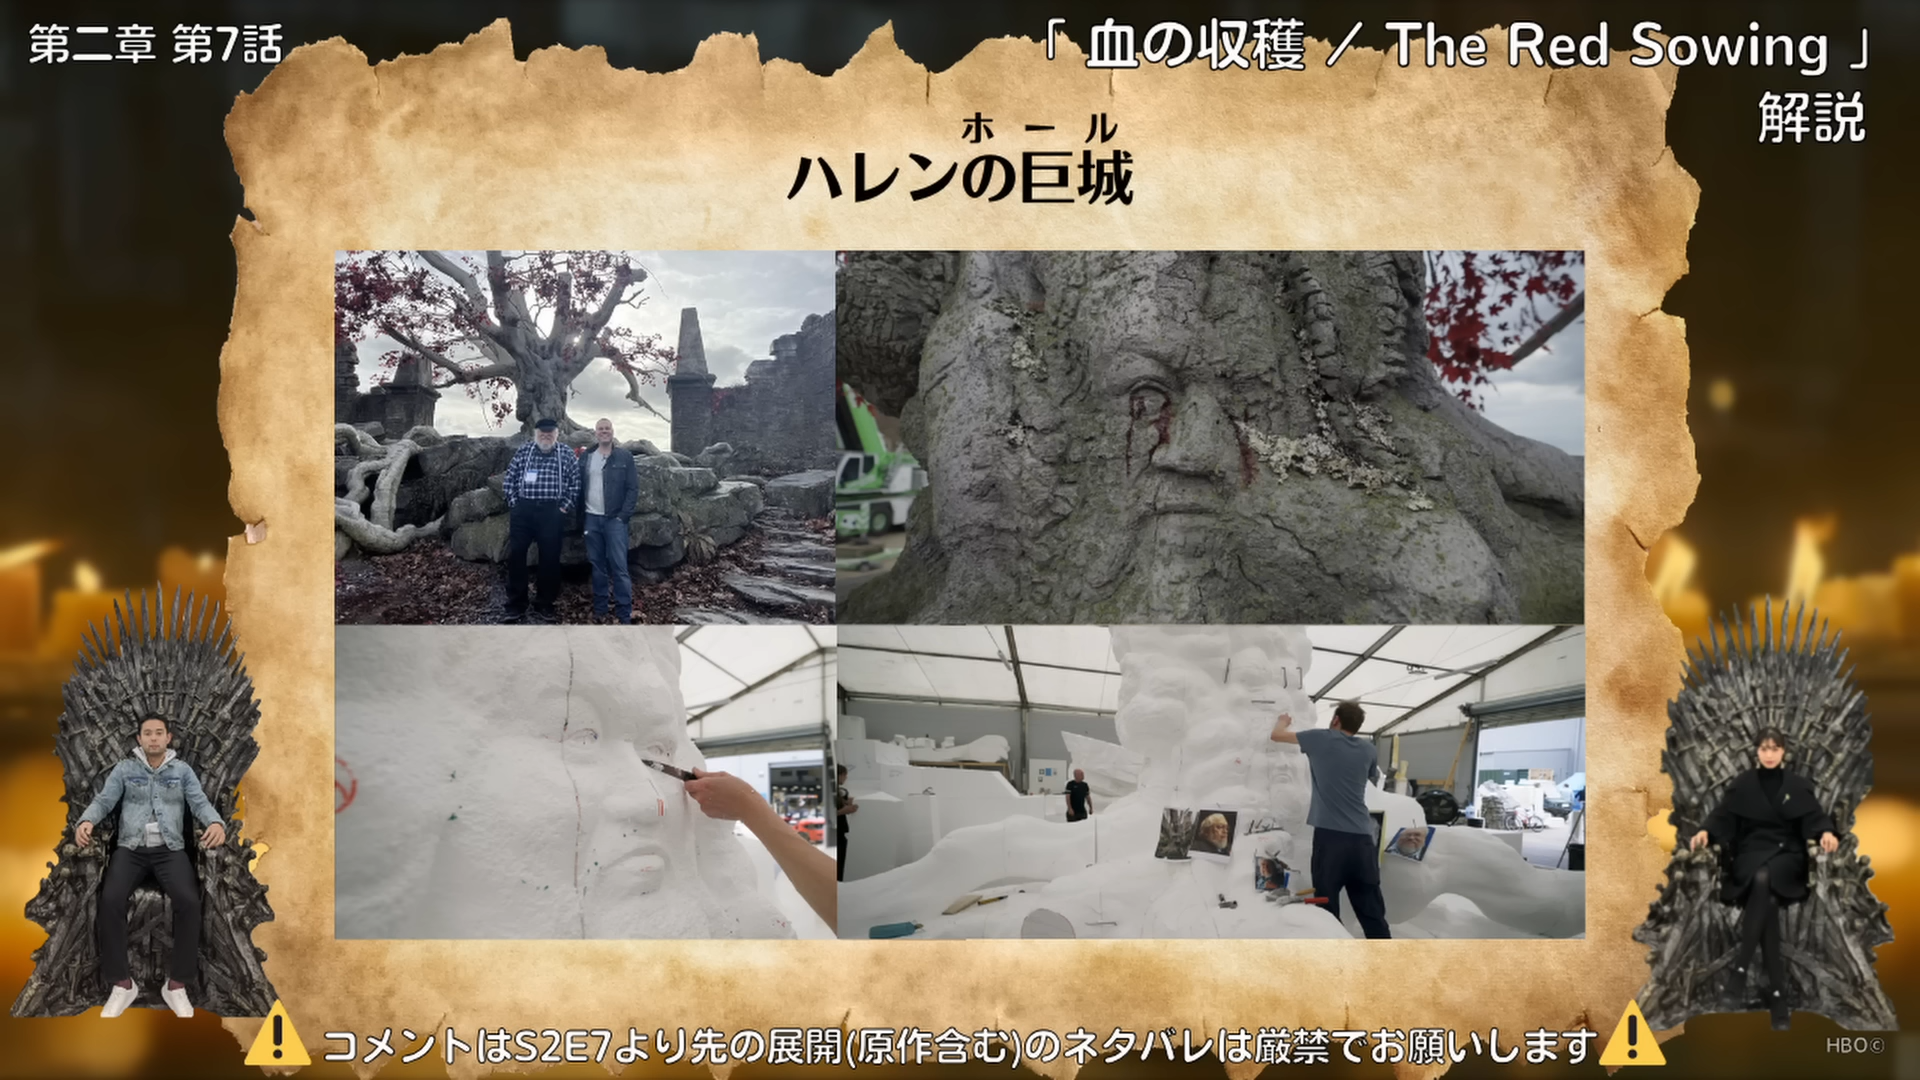 第二章 第7話
「 血の収穫 / The Red Sowing 」
解説
ホール
ハレンの巨城
コメントはS2E7より先の展開(原作含む)のネタバレは厳禁でお願いします
HBO©